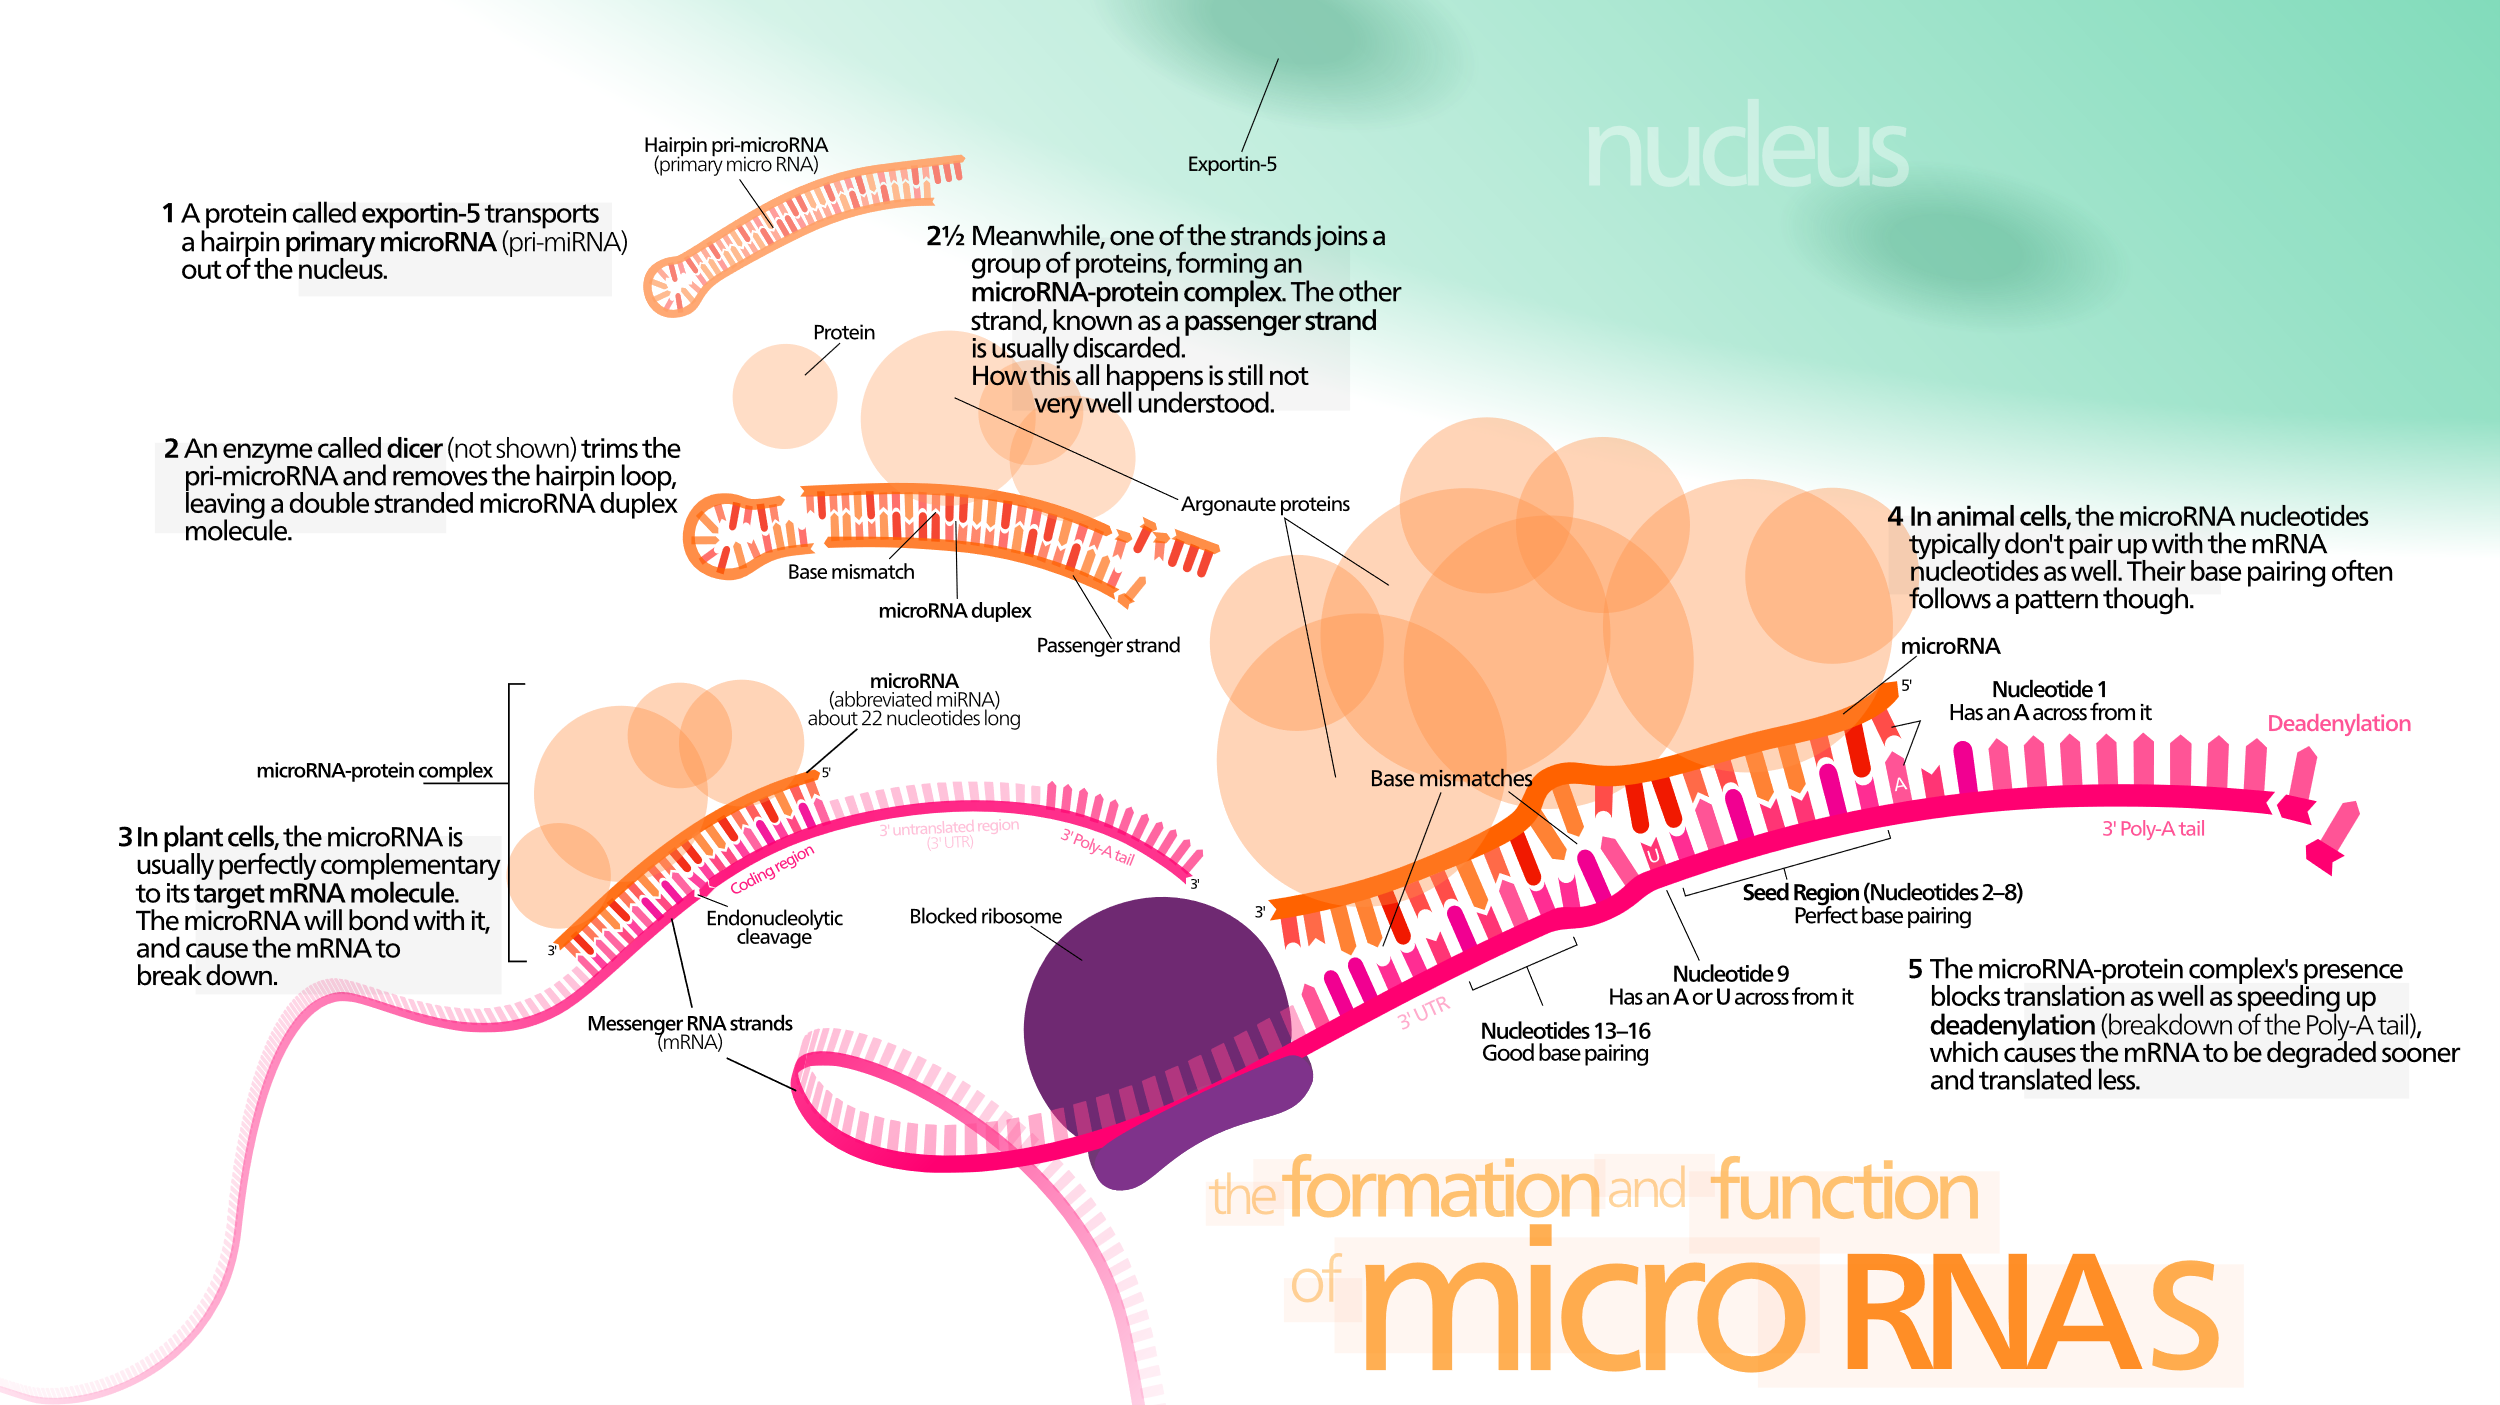 nucleus
Exportin-5
Hairpin pri-microRNA
(primary micro RNA)
1 A protein called exportin-5 transports
a hairpin primary microRNA (pri-miRNA)
out of the nucleus.
2½ Meanwhile, one of the strands joins a
group of proteins, forming an
microRNA-protein complex. The other
strand, known as a passenger strand
is usually discarded.
How this all happens is still not
very well understood.
Protein
2 An enzyme called dicer (not shown) trims the
pri-microRNA and removes the hairpin loop,
leaving a double stranded microRNA duplex
molecule.
Argonaute proteins
Base mismatch
microRNA duplex
Passenger strand
4 In animal cells, the microRNA nucleotides
typically don't pair up with the mRNA
nucleotides as well. Their base pairing often
follows a pattern though.
microRNA
5'
Nucleotide 1
Has an A across from it
Deadenylation
microRNA
(abbreviated miRNA)
about 22 nucleotides long
microRNA-protein complex
5'
Base mismatches
A
3' Poly-A tail
3 In plant cells, the microRNA is
usually perfectly complementary
to its target mRNA molecule.
The microRNA will bond with it,
and cause the mRNA to
break down.
3' untranslated region
(3' UTR)
3' Poly-A tail
Coding region
3'
U
3'
3'
Endonucleolytic
cleavage
Blocked ribosome
Seed Region (Nucleotides 2–8)
Perfect base pairing
Nucleotide 9
Has an A or U across from it
3' UTR
Nucleotides 13–16
Good base pairing
5 The microRNA-protein complex's presence
blocks translation as well as speeding up
deadenylation (breakdown of the Poly-A tail),
which causes the mRNA to be degraded sooner
and translated less.
Messenger RNA strands
(mRNA)
the formation and function
of micro RNAs